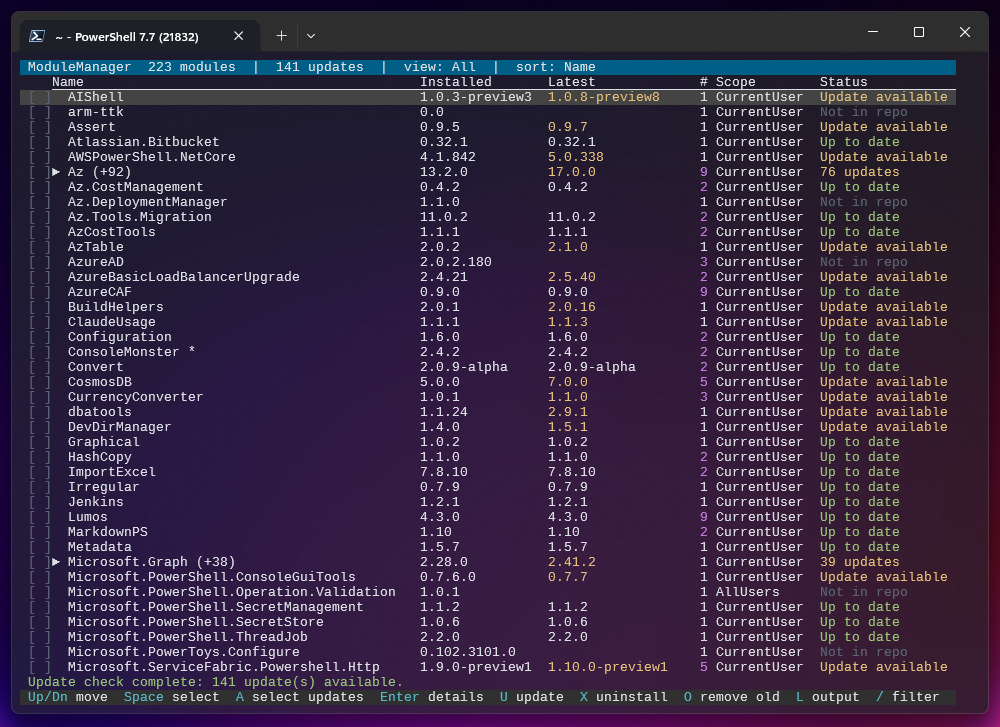 ~ - PowerShell 7.7 (21832)
ModuleManager 223 modules | 141 updates | view: All | sort: Name
Name Installed Latest # Scope Status
[ ] AIShell 1.0.3-preview3 1.0.8-preview8 1 CurrentUser Update available
[ ] arm-ttk 0.0 1 CurrentUser Not in repo
[ ] Assert 0.9.5 0.9.7 1 CurrentUser Update available
[ ] Atlassian.Bitbucket 0.32.1 0.32.1 1 CurrentUser Up to date
[ ] AWSPowerShell.NetCore 4.1.842 5.0.338 1 CurrentUser Update available
[ ]► Az (+92) 13.2.0 17.0.0 9 CurrentUser 76 updates
[ ] Az.CostManagement 0.4.2 0.4.2 2 CurrentUser Up to date
[ ] Az.DeploymentManager 1.1.0 1 CurrentUser Not in repo
[ ] Az.Tools.Migration 11.0.2 11.0.2 2 CurrentUser Up to date
[ ] AzCostTools 1.1.1 1.1.1 2 CurrentUser Up to date
[ ] AzTable 2.0.2 2.1.0 1 CurrentUser Update available
[ ] AzureAD 2.0.2.180 3 CurrentUser Not in repo
[ ] AzureBasicLoadBalancerUpgrade 2.4.21 2.5.40 2 CurrentUser Update available
[ ] AzureCAF 0.9.0 0.9.0 9 CurrentUser Up to date
[ ] BuildHelpers 2.0.1 2.0.16 1 CurrentUser Update available
[ ] ClaudeUsage 1.1.1 1.1.3 1 CurrentUser Update available
[ ] Configuration 1.6.0 1.6.0 2 CurrentUser Up to date
[ ] ConsoleMonster * 2.4.2 2.4.2 2 CurrentUser Up to date
[ ] Convert 2.0.9-alpha 2.0.9-alpha 2 CurrentUser Up to date
[ ] CosmosDB 5.0.0 7.0.0 5 CurrentUser Update available
[ ] CurrencyConverter 1.0.1 1.1.0 3 CurrentUser Update available
[ ] dbatools 1.1.24 2.9.1 1 CurrentUser Update available
[ ] DevDirManager 1.4.0 1.5.1 1 CurrentUser Update available
[ ] Graphical 1.0.2 1.0.2 1 CurrentUser Up to date
[ ] HashCopy 1.1.0 1.1.0 2 CurrentUser Up to date
[ ] ImportExcel 7.8.10 7.8.10 2 CurrentUser Up to date
[ ] Irregular 0.7.9 0.7.9 1 CurrentUser Up to date
[ ] Jenkins 1.2.1 1.2.1 1 CurrentUser Up to date
[ ] Lumos 4.3.0 4.3.0 9 CurrentUser Up to date
[ ] MarkdownPS 1.10 1.10 2 CurrentUser Up to date
[ ] Metadata 1.5.7 1.5.7 1 CurrentUser Up to date
[ ]► Microsoft.Graph (+38) 2.28.0 2.41.2 1 CurrentUser 39 updates
[ ] Microsoft.PowerShell.ConsoleGuiTools 0.7.6.0 0.7.7 1 CurrentUser Update available
[ ] Microsoft.PowerShell.Operation.Validation 1.0.1 1 AllUsers Not in repo
[ ] Microsoft.PowerShell.SecretManagement 1.1.2 1.1.2 1 CurrentUser Up to date
[ ] Microsoft.PowerShell.SecretStore 1.0.6 1.0.6 1 CurrentUser Up to date
[ ] Microsoft.PowerShell.ThreadJob 2.2.0 2.2.0 1 CurrentUser Up to date
[ ] Microsoft.PowerToys.Configure 0.102.3101.0 1 CurrentUser Not in repo
[ ] Microsoft.ServiceFabric.Powershell.Http 1.9.0-preview1 1.10.0-preview1 5 CurrentUser Update available
Update check complete: 141 update(s) available.
Up/Dn move Space select A select updates Enter details U update X uninstall O remove old L output / filter